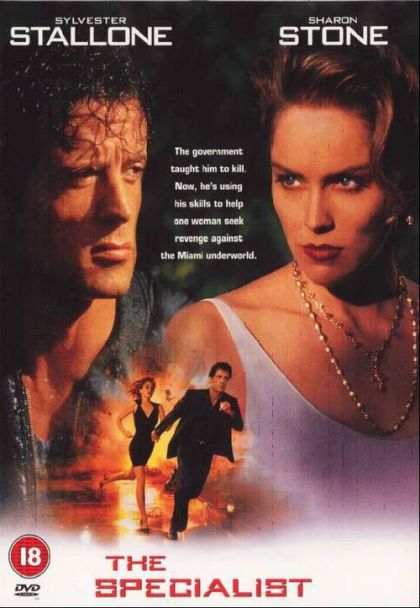 SYLVESTER
STALLONE
SHARON
STONE
The government
taught him to kill.
Now, he's using
his skills to help
one woman seek
revenge against
the Miami underworld.
18
DVD
THE
SPECIALIST